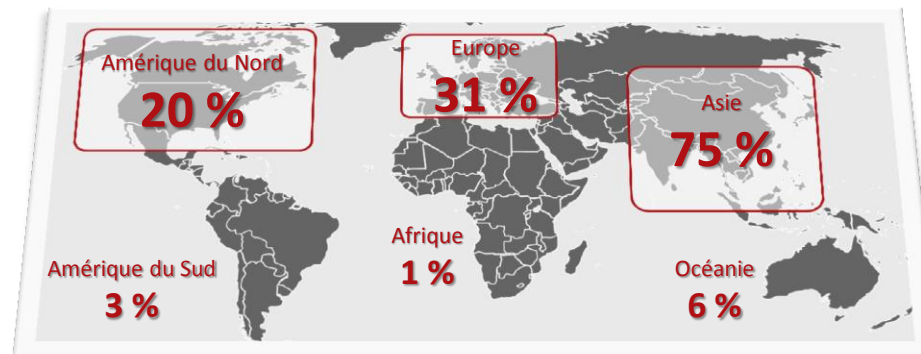 Amérique du Nord
20 %
Europe
31 %
Asie
75 %
Amérique du Sud
3 %
Afrique
1 %
Océanie
6 %